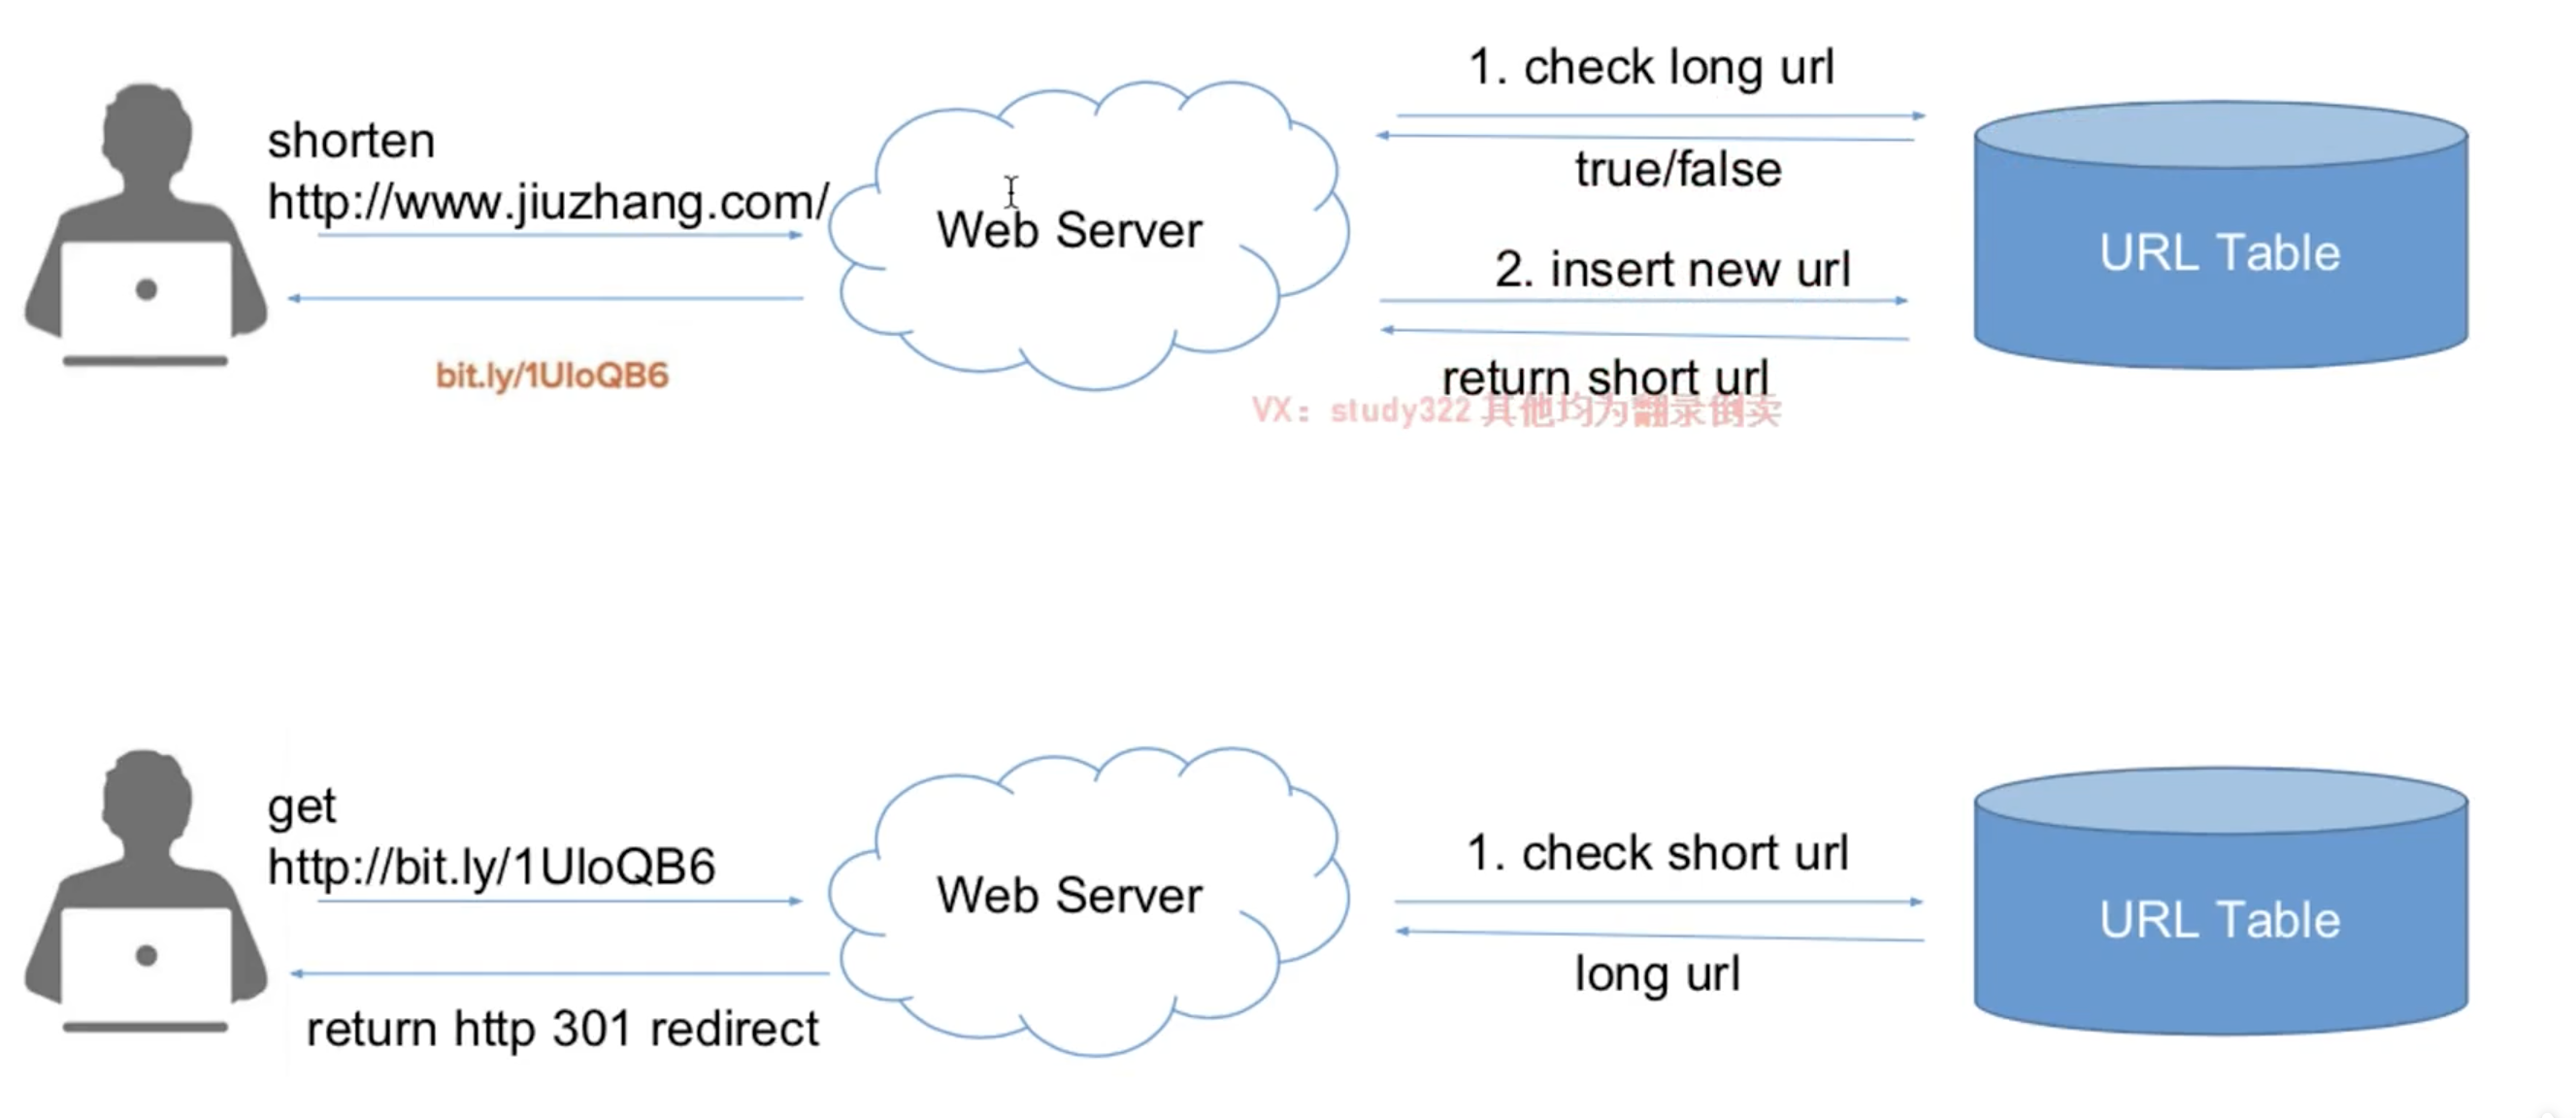 shorten
http://www.jiuzhang.com/
bit.ly/1UIoQB6
Web Server
1. check long url
true/false
2. insert new url
return short url
VX：study322 其他均为翻录倒卖
URL Table
get
http://bit.ly/1UIoQB6
return http 301 redirect
Web Server
1. check short url
long url
URL Table